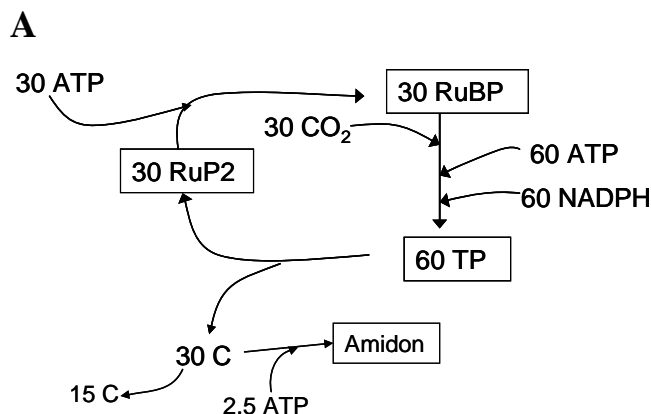 A
30 ATP
30 RuBP
30 CO₂
60 ATP
30 RuP2
60 NADPH
60 TP
30 C
Amidon
15 C
2.5 ATP